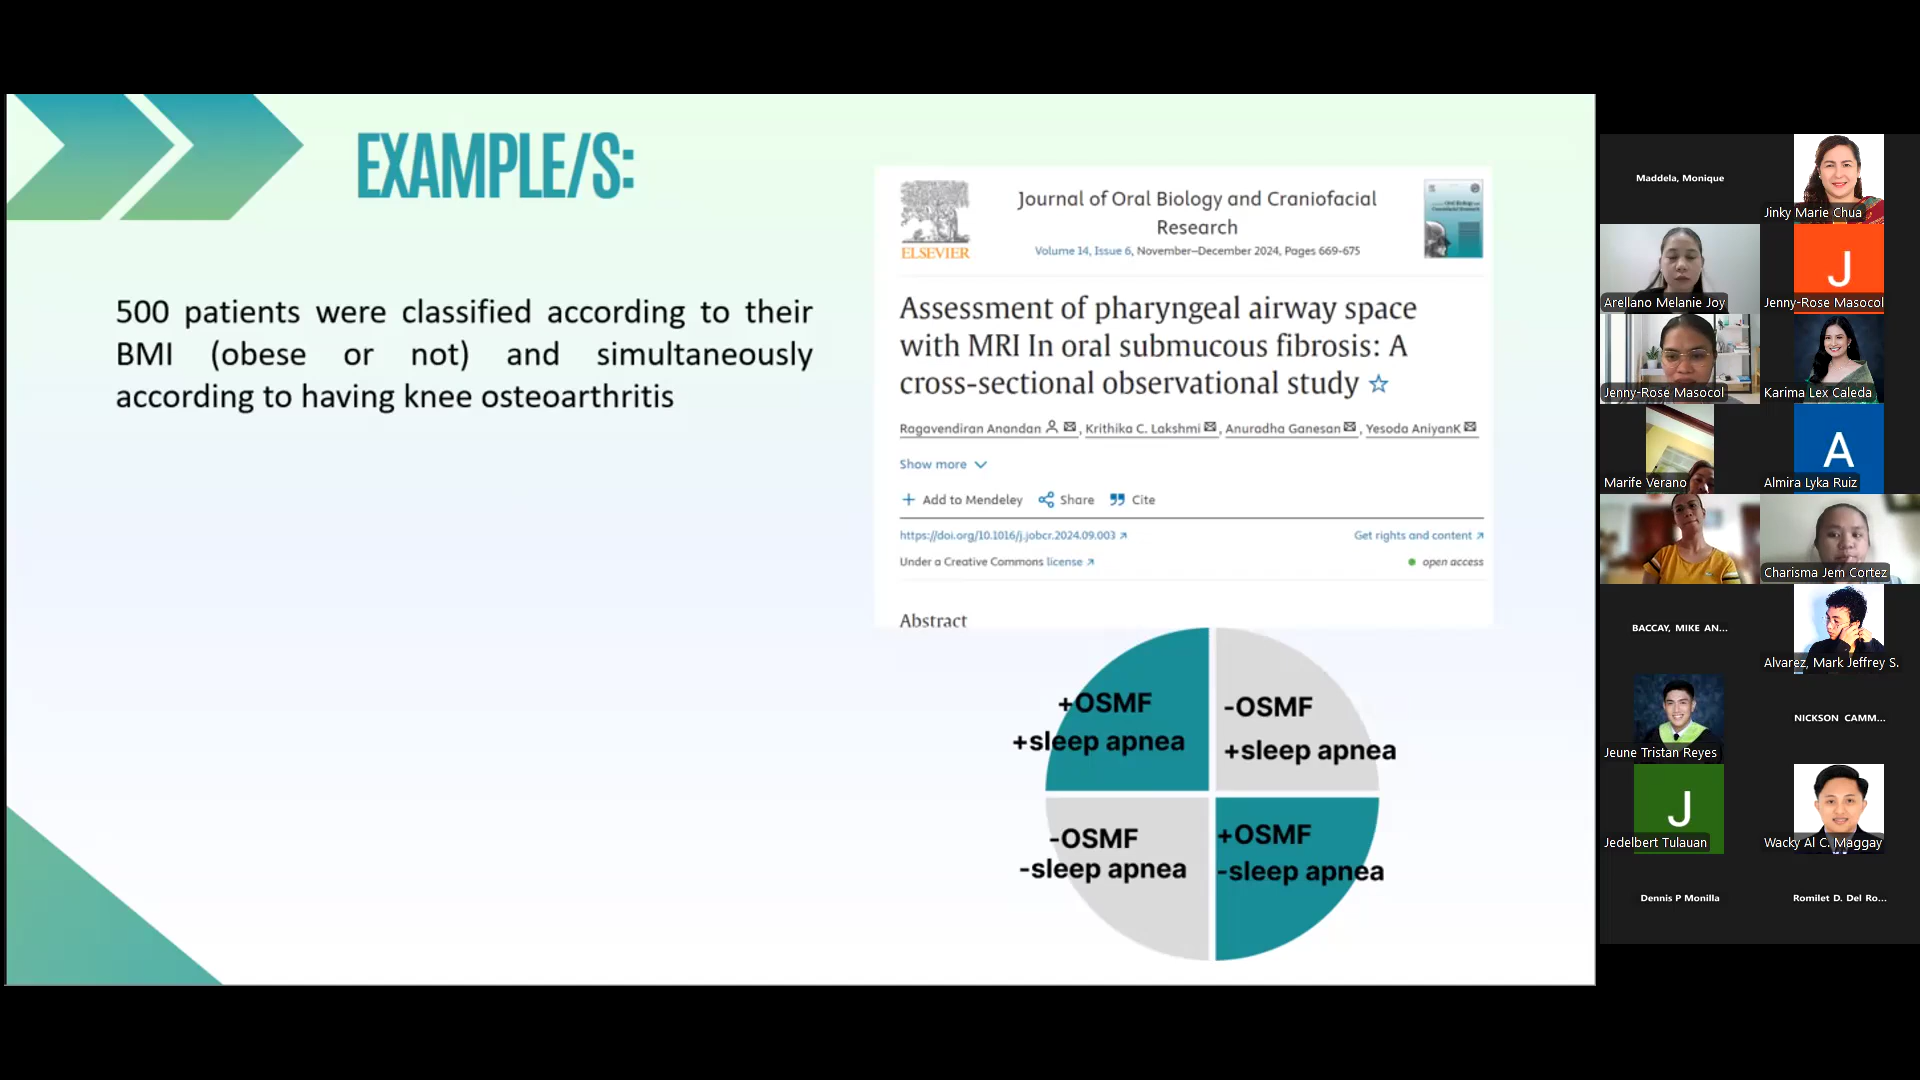 EXAMPLE/S:
500 patients were classified according to their
BMI (obese or not) and simultaneously
according to having knee osteoarthritis
ELSEVIER
Journal of Oral Biology and Craniofacial
Research
Volume 14, Issue 6, November–December 2024, Pages 669-675
Assessment of pharyngeal airway space
with MRI In oral submucous fibrosis: A
cross-sectional observational study
Ragavendiran Anandan, Krithika C. Lakshmi, Anuradha Ganesan, Yesoda AniyanK
Show more
Add to Mendeley Share Cite
https://doi.org/10.1016/j.jobcr.2024.09.003
Get rights and content
Under a Creative Commons license
open access
Abstract
+OSMF
+sleep apnea
-OSMF
+sleep apnea
-OSMF
-sleep apnea
+OSMF
-sleep apnea
Maddela, Monique
Jinky Marie Chua
Arellano Melanie Joy
J
Jenny-Rose Masocol
Jenny-Rose Masocol
Karima Lex Caleda
Marife Verano
A
Almira Lyka Ruiz
Charisma Jem Cortez
BACCAY, MIKE AN...
Alvarez, Mark Jeffrey S.
Jeune Tristan Reyes
NICKSON CAMM...
J
Jedelbert Tulauan
Wacky Al C. Maggay
Dennis P Monilla
Romilet D. Del Ro...